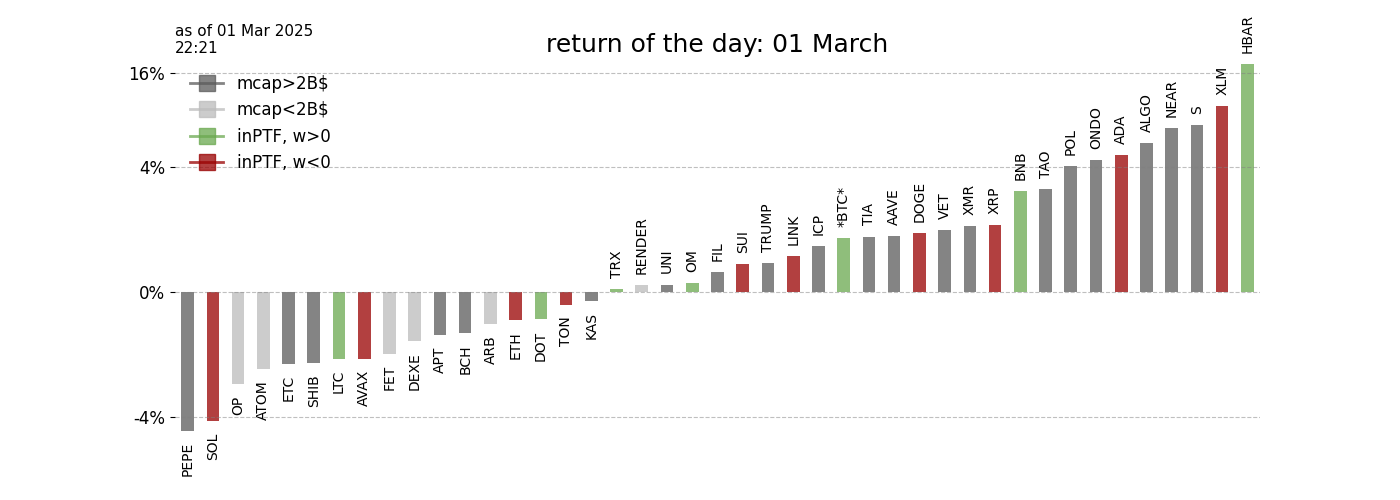 as of 01 Mar 2025
22:21
return of the day: 01 March
mcap>2B$
mcap<2B$
inPTF, w>0
inPTF, w<0
16%
4%
0%
-4%
PEPE
SOL
OP
ATOM
ETC
SHIB
LTC
AVAX
FET
DEXE
APT
BCH
ARB
ETH
DOT
TON
KAS
TRX
RENDER
UNI
OM
FIL
SUI
TRUMP
LINK
ICP
*BTC*
TIA
AAVE
DOGE
VET
XMR
XRP
BNB
TAO
POL
ONDO
ADA
ALGO
NEAR
S
XLM
HBAR